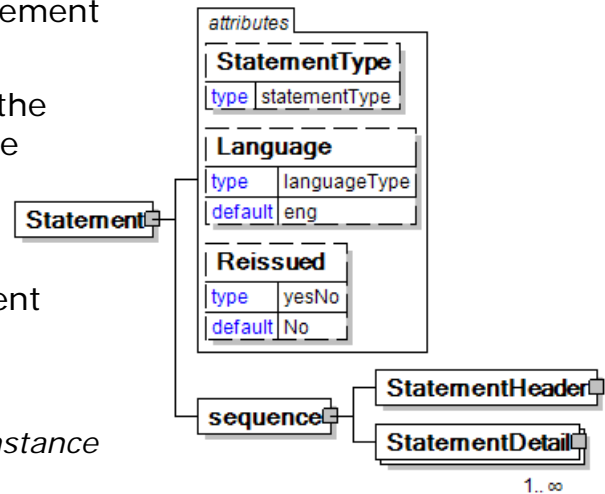 ement
the
e
ent
nstance
attributes
StatementType
type statementType
Language
type languageType
default eng
Reissued
type yesNo
default No
Statement
sequence
StatementHeader
StatementDetail
1.. ∞